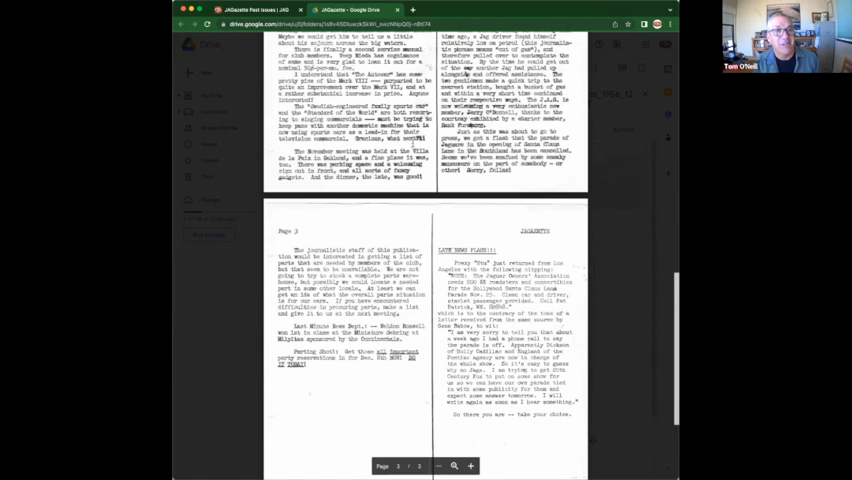 JAGazette Past Issues | JAG
JAGazette - Google Drive
drive.google.com/drive/u/0/folders/
Drive
Tom O'Neill
Maybe we could get him to tell us a little
about his sojourn across the big waters.
There is finally a second service manual
for club members. Veep Nieda has cognizance
of same and is very glad to loan it out for a
nominal 50¢-per-mo. fee.
I understand that "The Autocar" has some
pretty pics of the Mark VIII --- purported to be
quite an improvement over the Mark VII, and at
a rather substantial increase in price. Anyone
interested?
The "Swedish-engineered family sports car"
and the "Standard of the World" are both resort-
ing to singing commercials --- must be trying to
keep pace with another domestic machine that is
now using sports cars as a lead-in for their
television commercial. Gracious, what next?!!
The November meeting was held at the Villa
de la Paix in Oakland, and a fine place it was,
too. There was parking space and a welcoming
sign out in front, and all sorts of fancy
gadgets. And the dinner, tho late, was good!
time ago, a Jag driver found himself
relatively low on petrol (this journalis-
tic phrase means "out of gas"), and
therefore pulled over to contemplate the
situation. By the time he could get out
of the car another Jag had pulled up
alongside and offered assistance. The
two gentlemen made a quick trip to the
nearest station, bought a bucket of gas
and within a very short time continued
on their respective ways. The J.A.G. is
now welcoming a very enthusiastic new
member, Jerry O'Donnell, thanks to the
courtesy exhibited by a charter member,
Just as this was about to go to
press, we got a flash that the parade of
Jaguars in the opening of Santa Claus
Lane in the Southland has been cancelled.
Seems we've been snafued by some sneaky
maneuver on the part of somebody - or
other! Sorry, fellas!
Page 3
JAGAZETTE
The journalistic staff of this publica-
tion would be interested in getting a list of
parts that are needed by members of the club,
but that seem to be unavailable. We are not
going to try to stock a complete parts ware-
house, but possibly we could locate a needed
part in some other locale. At least we can
get an idea of what the overall parts situation
is for our cars. If you have encountered
difficulties in procuring parts, make a list
and give it to us at the next meeting.
Last Minute News Dept.: -- Weldon Russell
won 1st in class at the Miniature Sebring at
Milpitas sponsored by the Continentals.
Parting Shot: Get those all important
party reservations in for Dec. 8th NOW! DO
IT TODAY!
LATE NEWS FLASH!!!
Prexy "Stu" just returned from Los
Angeles with the following clipping:
"NOTE: The Jaguar Owners' Association
needs 200 XK roadsters and convertibles
for the Hollywood Santa Claus Lane
Parade Nov. 25. Clean car and driver,
starlet passenger provided. Call Pat
which is to the contrary of the tone of a
letter received from the same source by
Gene Batow, to wit:
"I am very sorry to tell you that about
a week ago I had a phone call to say
the parade is off. Apparently Dickson
of Holly Cadillac and England of the
Pontiac agency are now in charge of
the whole show. So it's easy to guess
why no Jags. I am trying to get 20th
Century Fox to put on some show for
us so we can have our own parade tied
in with some publicity for them and
expect some answer tomorrow. I will
write again as soon as I hear something."
So there you are -- take your choice.
Page 3 / 3